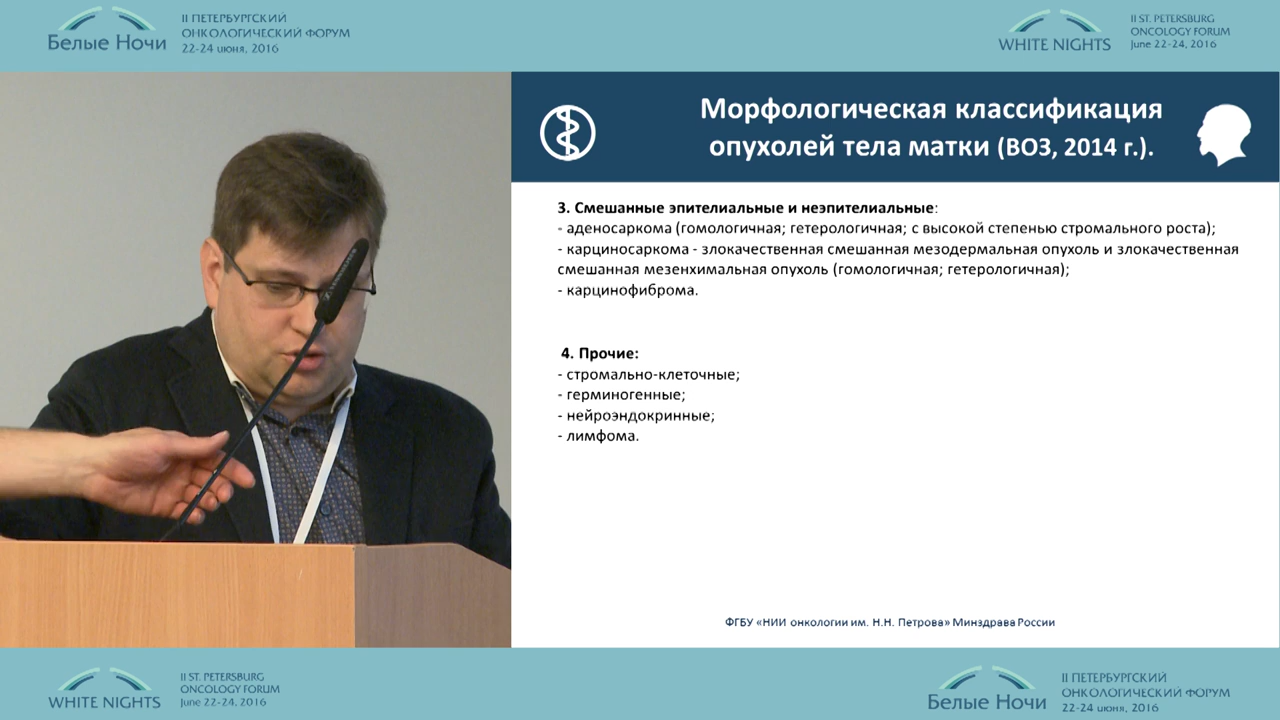 Белые Ночи
II ПЕТЕРБУРГСКИЙ
ОНКОЛОГИЧЕСКИЙ ФОРУМ
22-24 июня, 2016
WHITE NIGHTS
II ST. PETERSBURG
ONCOLOGY FORUM
June 22-24, 2016
Морфологическая классификация
опухолей тела матки (ВОЗ, 2014 г.).
3. Смешанные эпителиальные и неэпителиальные:
- аденосаркома (гомологичная; гетерологичная; с высокой степенью стромального роста);
- карциносаркома - злокачественная смешанная мезодермальная опухоль и злокачественная
смешанная мезенхимальная опухоль (гомологичная; гетерологичная);
- карцинофиброма.
4. Прочие:
- стромально-клеточные;
- герминогенные;
- нейроэндокринные;
- лимфома.
ФГБУ «НИИ онкологии им. Н.Н. Петрова» Минздрава России
WHITE NIGHTS
II ST. PETERSBURG
ONCOLOGY FORUM
June 22-24, 2016
Белые Ночи
II ПЕТЕРБУРГСКИЙ
ОНКОЛОГИЧЕСКИЙ ФОРУМ
22-24 июня, 2016